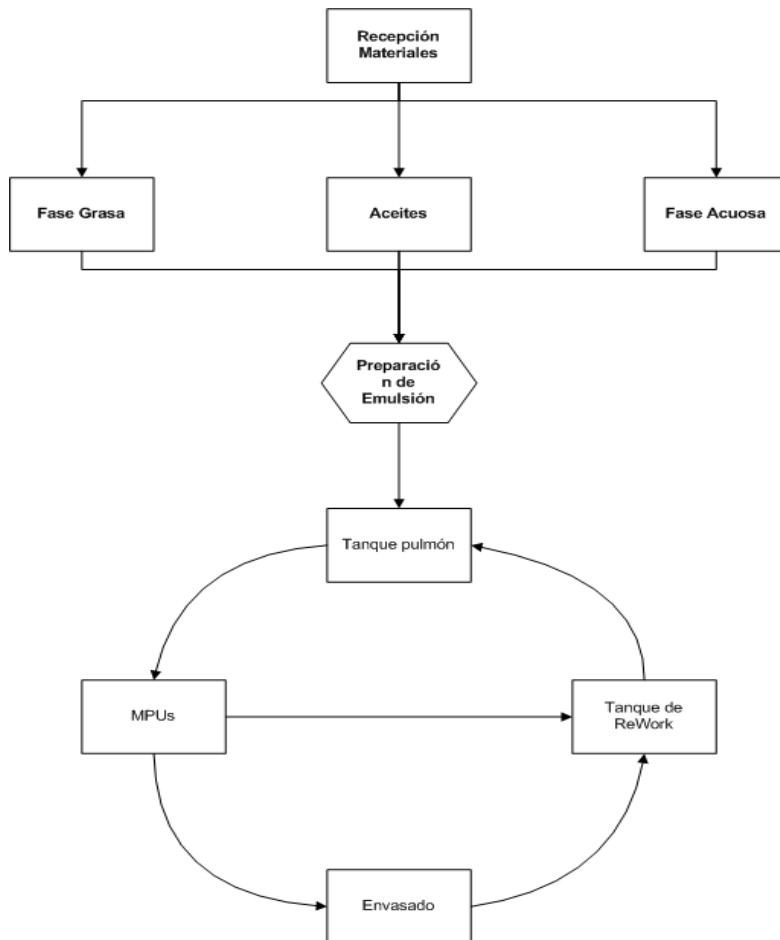 Recepción
Materiales
Fase Grasa
Aceites
Fase Acuosa
Preparació
n de
Emulsión
Tanque pulmón
MPUs
Tanque de
ReWork
Envasado